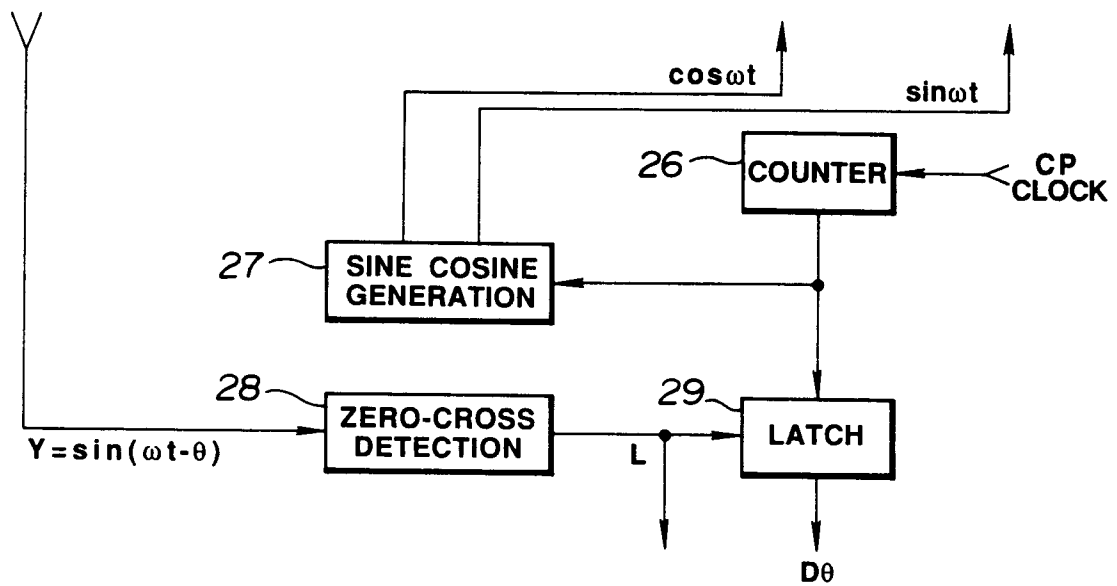 cosωt
sinωt
26
COUNTER
CP
CLOCK
27
SINE COSINE
GENERATION
28
ZERO-CROSS
DETECTION
29
LATCH
Y=sin(ωt-θ)
L
Dθ